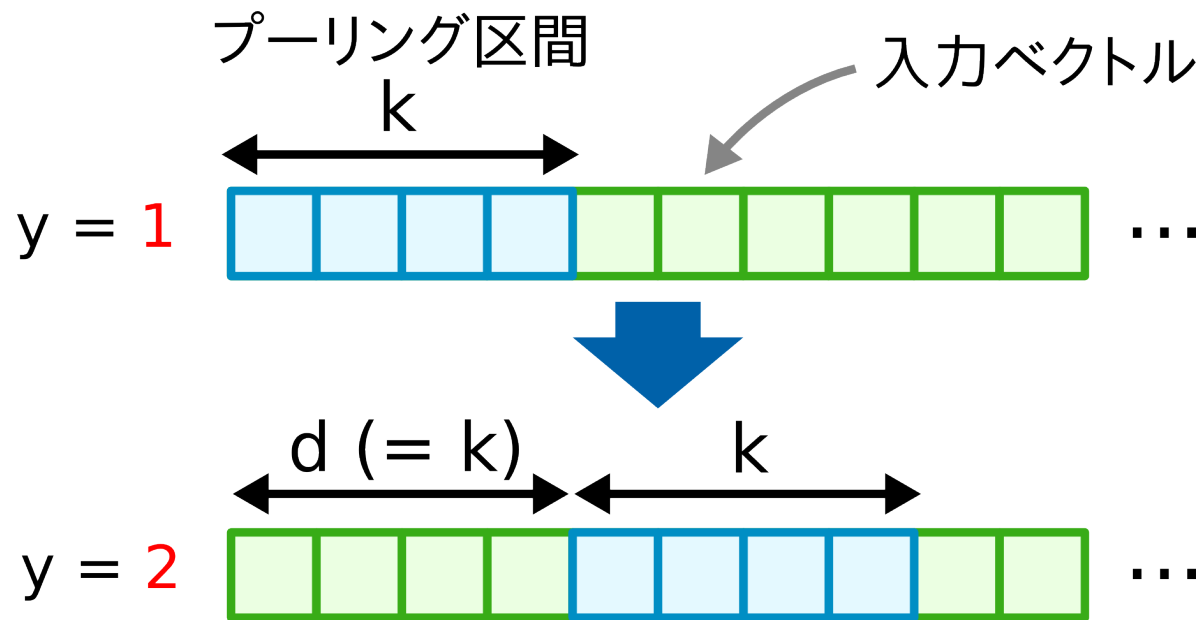 プーリング区間
入力ベクトル
k
y = 1
...
d (= k)
k
y = 2
...